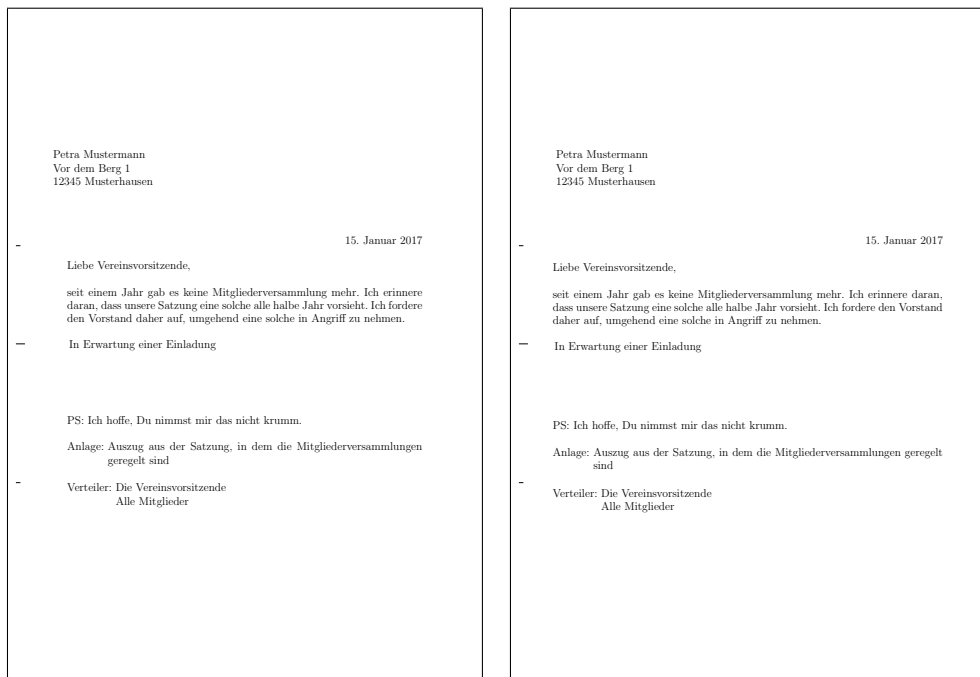 Petra Mustermann
Vor dem Berg 1
12345 Musterhausen
15. Januar 2017
Liebe Vereinsvorsitzende,
seit einem Jahr gab es keine Mitgliederversammlung mehr. Ich erinnere
daran, dass unsere Satzung eine solche alle halbe Jahr vorsieht. Ich fordere
den Vorstand daher auf, umgehend eine solche in Angriff zu nehmen.
In Erwartung einer Einladung
PS: Ich hoffe, Du nimmst mir das nicht krumm.
Anlage: Auszug aus der Satzung, in dem die Mitgliederversammlungen
geregelt sind
Verteiler: Die Vereinsvorsitzende
Alle Mitglieder
Petra Mustermann
Vor dem Berg 1
12345 Musterhausen
15. Januar 2017
Liebe Vereinsvorsitzende,
seit einem Jahr gab es keine Mitgliederversammlung mehr. Ich erinnere daran,
dass unsere Satzung eine solche alle halbe Jahr vorsieht. Ich fordere den Vorstand
daher auf, umgehend eine solche in Angriff zu nehmen.
In Erwartung einer Einladung
PS: Ich hoffe, Du nimmst mir das nicht krumm.
Anlage: Auszug aus der Satzung, in dem die Mitgliederversammlungen geregelt
sind
Verteiler: Die Vereinsvorsitzende
Alle Mitglieder